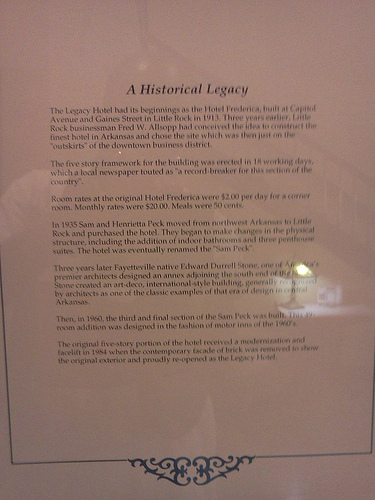 A Historical Legacy
The Legacy Hotel had its beginnings as the Hotel Frederica, built at Capitol
Avenue and Gaines Street in Little Rock in 1913. Three years earlier, Little
Rock businessman Fred W. Allsopp had conceived the idea to construct the
finest hotel in Arkansas and chose the site which was then just on the
"outskirts" of the downtown business district.
The five story framework for the building was erected in 18 working days,
which a local newspaper touted as "a record-breaker for this section of the
country".
Room rates at the original Hotel Frederica were $2.00 per day for a corner
room. Monthly rates were $20.00. Meals were 50 cents.
In 1935 Sam and Henrietta Peck moved from northwest Arkansas to Little
Rock and purchased the hotel. They began to make changes in the physical
structure, including the addition of indoor bathrooms and three penthouse
suites. The hotel was eventually renamed the "Sam Peck".
Three years later Fayetteville native Edward Durrell Stone, one of America's
premier architects designed an annex adjoining the south end of the
Stone created an art-deco, international-style building, generally recognized
by architects as one of the classic examples of that era of design in central
Arkansas.
Then, in 1960, the third and final section of the Sam Peck was built. This 49-
room addition was designed in the fashion of motor inns of the 1960's.
The original five-story portion of the hotel received a modernization and
facelift in 1984 when the contemporary facade of brick was removed to show
the original exterior and proudly re-opened as the Legacy Hotel.